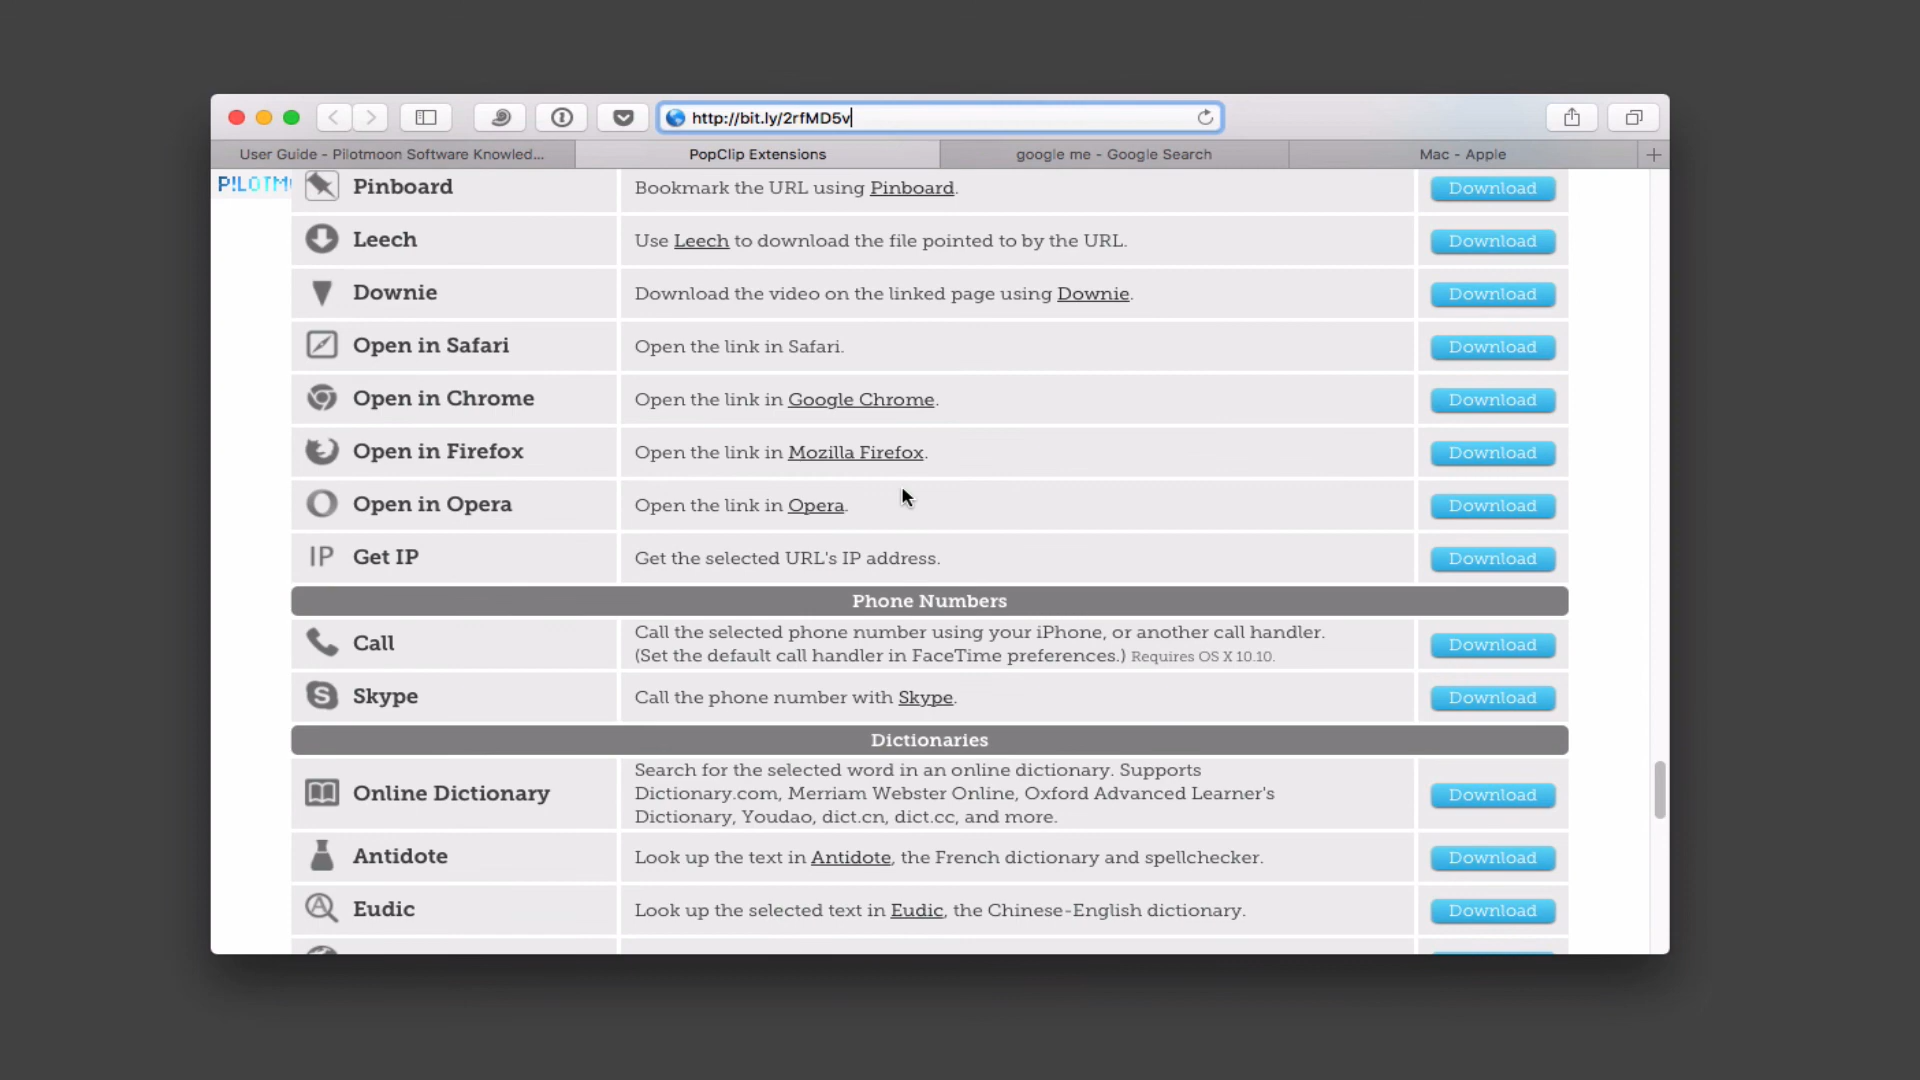 http://bit.ly/2rfMD5v
User Guide - Pilotmoon Software Knowled...
PopClip Extensions
google me - Google Search
Mac - Apple
Pinboard
Bookmark the URL using Pinboard.
Download
Leech
Use Leech to download the file pointed to by the URL.
Download
Downie
Download the video on the linked page using Downie.
Download
Open in Safari
Open the link in Safari.
Download
Open in Chrome
Open the link in Google Chrome.
Download
Open in Firefox
Open the link in Mozilla Firefox.
Download
Open in Opera
Open the link in Opera.
Download
IP
Get IP
Get the selected URL's IP address.
Download
Phone Numbers
Call
Call the selected phone number using your iPhone, or another call handler.
(Set the default call handler in FaceTime preferences.) Requires OS X 10.10.
Download
Skype
Call the phone number with Skype.
Download
Dictionaries
Online Dictionary
Search for the selected word in an online dictionary. Supports
Dictionary.com, Merriam Webster Online, Oxford Advanced Learner's
Dictionary, Youdao, dict.cn, dict.cc, and more.
Download
Antidote
Look up the text in Antidote, the French dictionary and spellchecker.
Download
Eudic
Look up the selected text in Eudic, the Chinese-English dictionary.
Download